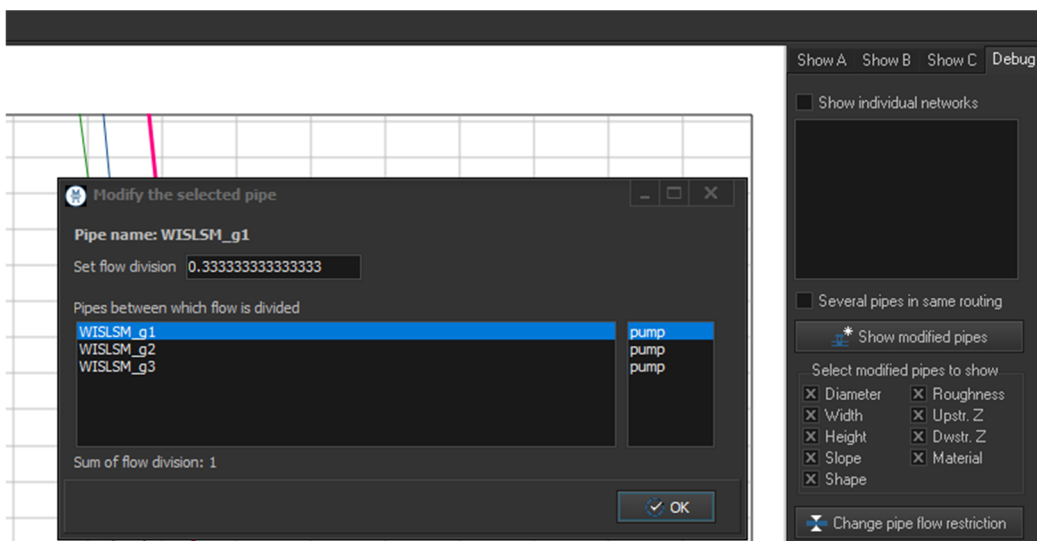 Show A Show B Show C Debug
Show individual networks
Modify the selected pipe
Pipe name: WISLSM_g1
Set flow division 0.333333333333333
Pipes between which flow is divided
WISLSM_g1 pump
WISLSM_g2 pump
WISLSM_g3 pump
Sum of flow division: 1
OK
Several pipes in same routing
Show modified pipes
Select modified pipes to show
Diameter Roughness
Width Upstr. Z
Height Dwstr. Z
Slope Material
Shape
Change pipe flow restriction